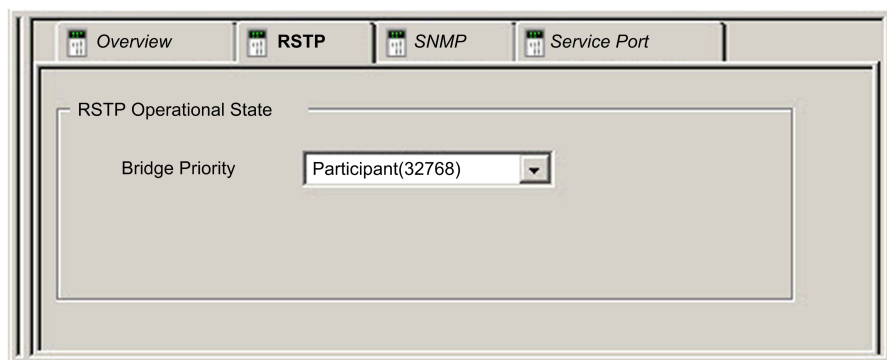 Overview RSTP SNMP Service Port
RSTP Operational State
Bridge Priority Participant(32768)